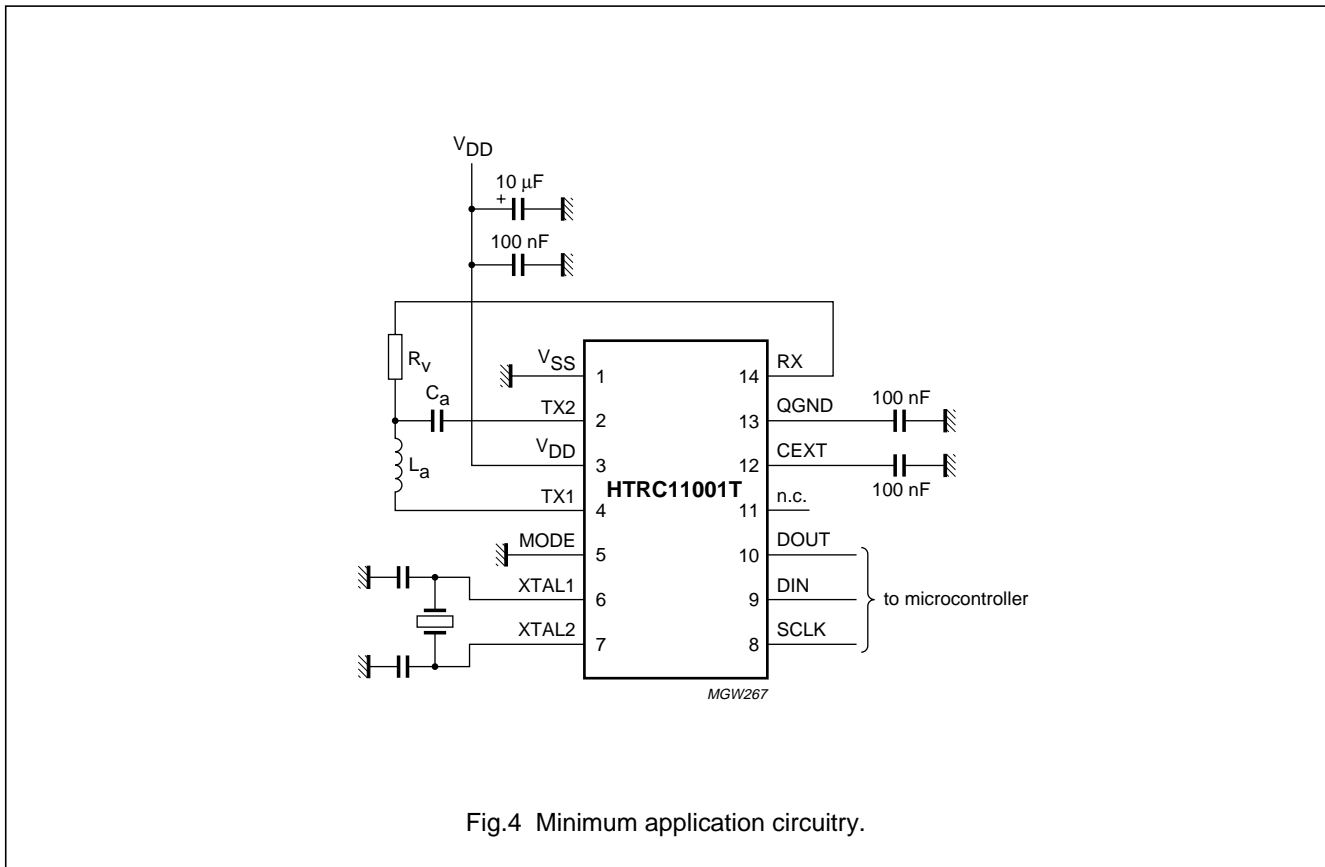 VDD
10 µF
+
100 nF
Rv
Ca
La
VSS
TX2
VDD
TX1
MODE
XTAL1
XTAL2
1
2
3
4
5
6
7
HTRC11001T
14
13
12
11
10
9
8
RX
QGND
CEXT
n.c.
DOUT
DIN
SCLK
100 nF
100 nF
to microcontroller
MGW267
Fig.4 Minimum application circuitry.